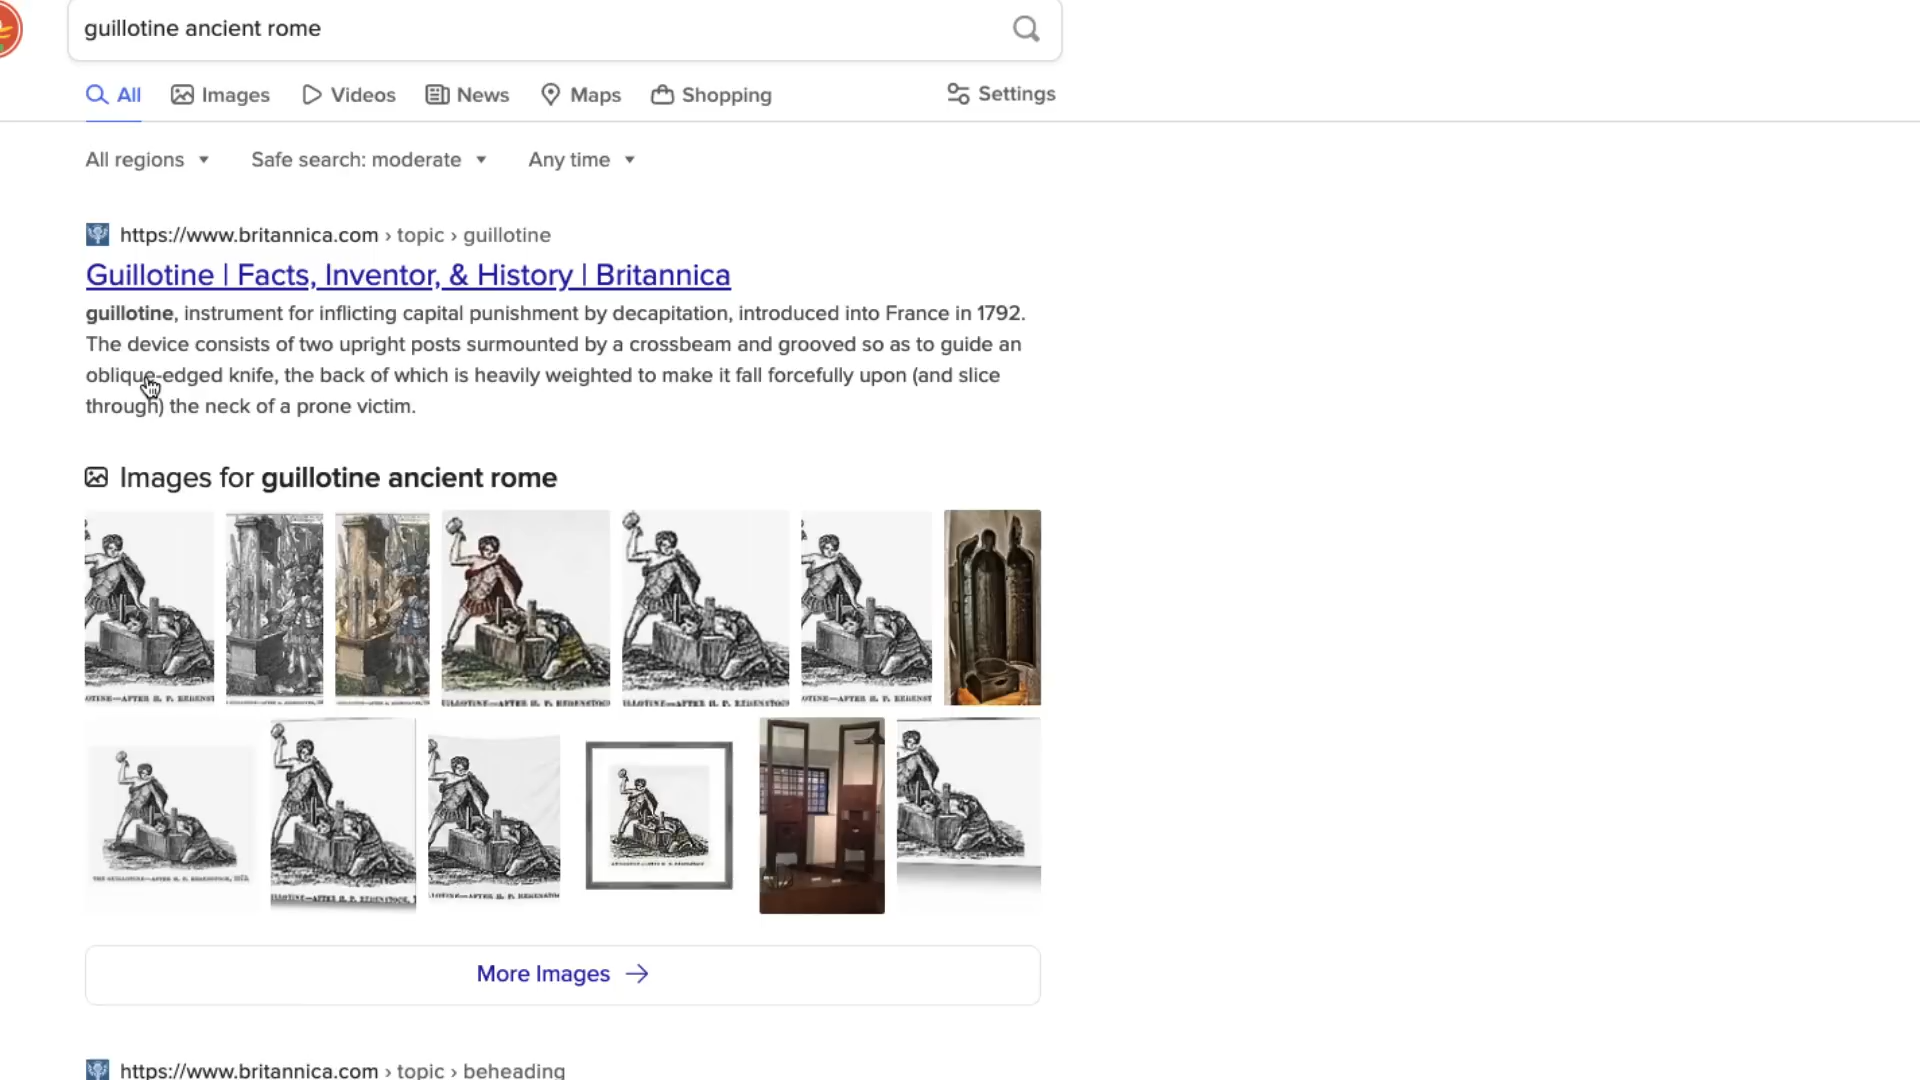 guillotine ancient rome
All Images Videos News Maps Shopping Settings
All regions Safe search: moderate Any time
https://www.britannica.com › topic › guillotine
Guillotine | Facts, Inventor, & History | Britannica
guillotine, instrument for inflicting capital punishment by decapitation, introduced into France in 1792.
The device consists of two upright posts surmounted by a crossbeam and grooved so as to guide an
oblique-edged knife, the back of which is heavily weighted to make it fall forcefully upon (and slice
through) the neck of a prone victim.
Images for guillotine ancient rome
More Images
https://www.britannica.com › topic › beheading